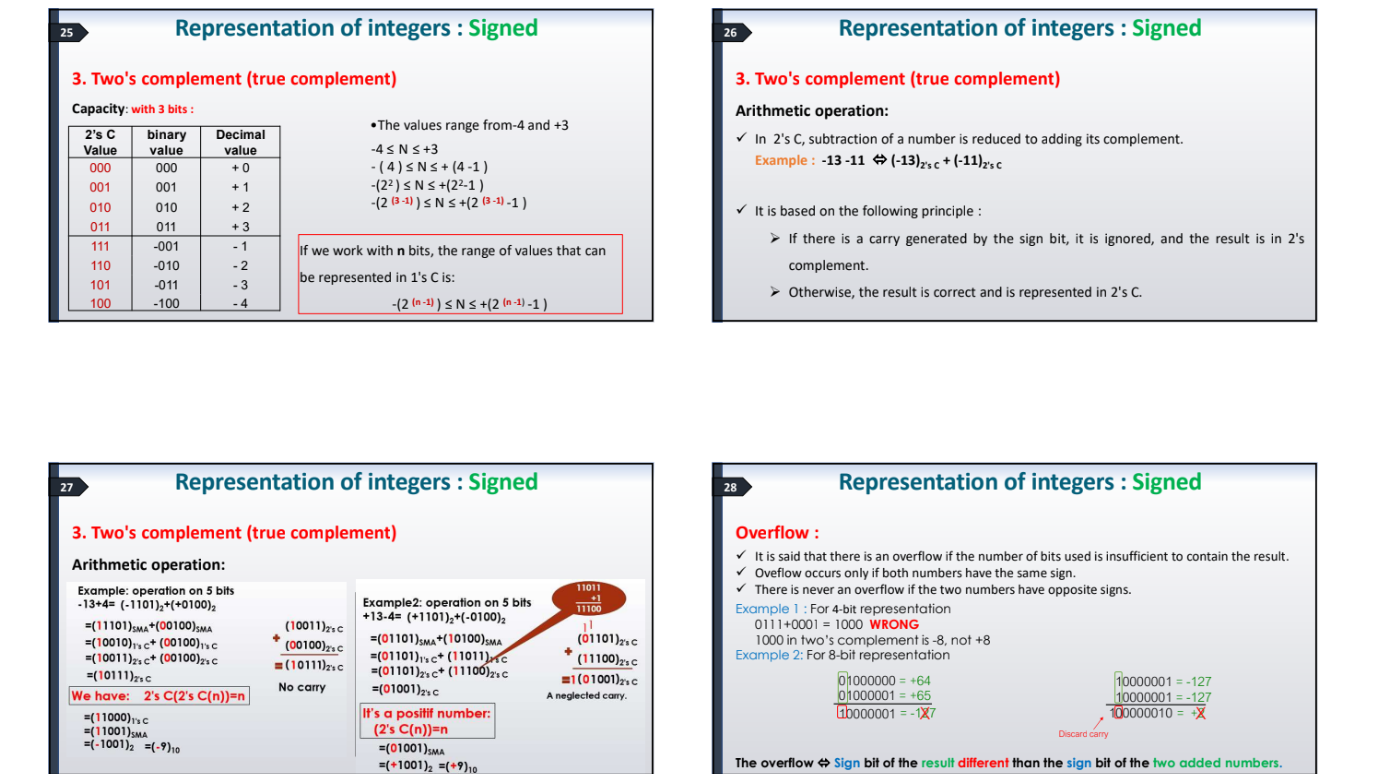 25
Representation of integers : Signed
3. Two's complement (true complement)
Capacity: with 3 bits :
2's C Value binary value Decimal value
000 000 + 0
001 001 + 1
010 010 + 2
011 011 + 3
111 -001 - 1
110 -010 - 2
101 -011 - 3
100 -100 - 4
•The values range from-4 and +3
-4 ≤ N ≤ +3
- ( 4 ) ≤ N ≤ + (4 -1 )
-(2²) ≤ N ≤ +(2²-1 )
-(2 ⁽³ ⁻¹⁾ ) ≤ N ≤ +(2 ⁽³ ⁻¹⁾ -1 )
If we work with n bits, the range of values that can
be represented in 1's C is:
-(2 ⁽ⁿ ⁻¹⁾ ) ≤ N ≤ +(2 ⁽ⁿ ⁻¹⁾ -1 )
26
Representation of integers : Signed
3. Two's complement (true complement)
Arithmetic operation:
✓ In 2's C, subtraction of a number is reduced to adding its complement.
Example : -13 -11 ⇔ (-13)2's C + (-11)2's C
✓ It is based on the following principle :
➢ If there is a carry generated by the sign bit, it is ignored, and the result is in 2's
complement.
➢ Otherwise, the result is correct and is represented in 2's C.
27
Representation of integers : Signed
3. Two's complement (true complement)
Arithmetic operation:
Example: operation on 5 bits
-13+4= (-1101)2+(+0100)2
=(11101)SMA+(00100)SMA
=(10010)1's C+ (00100)1's C
=(10011)2's C+ (00100)2's C
=(10111)2's C
We have: 2's C(2's C(n))=n
=(11000)1's C
=(11001)SMA
=(-1001)2 =(-9)10
(10011)2's C
+
(00100)2's C
= (10111)2's C
No carry
Example2: operation on 5 bits
+13-4= (+1101)2+(-0100)2
=(01101)SMA+(10100)SMA
=(01101)1's C+ (11011)1's C
=(01101)2's C+ (11100)2's C
=(01001)2's C
It's a positif number:
(2's C(n))=n
=(01001)SMA
=(+1001)2 =(+9)10
11011
+1
11100
11
(01101)2's C
+
(11100)2's C
=1(01001)2's C
A neglected carry.
28
Representation of integers : Signed
Overflow :
✓ It is said that there is an overflow if the number of bits used is insufficient to contain the result.
✓ Oveflow occurs only if both numbers have the same sign.
✓ There is never an overflow if the two numbers have opposite signs.
Example 1 : For 4-bit representation
0111+0001 = 1000 WRONG
1000 in two's complement is -8, not +8
Example 2: For 8-bit representation
01000000 = +64
01000001 = +65
10000001 = -127
10000001 = -127
10000001 = -127
100000010 = +2
Discard carry
The overflow ⇔ Sign bit of the result different than the sign bit of the two added numbers.